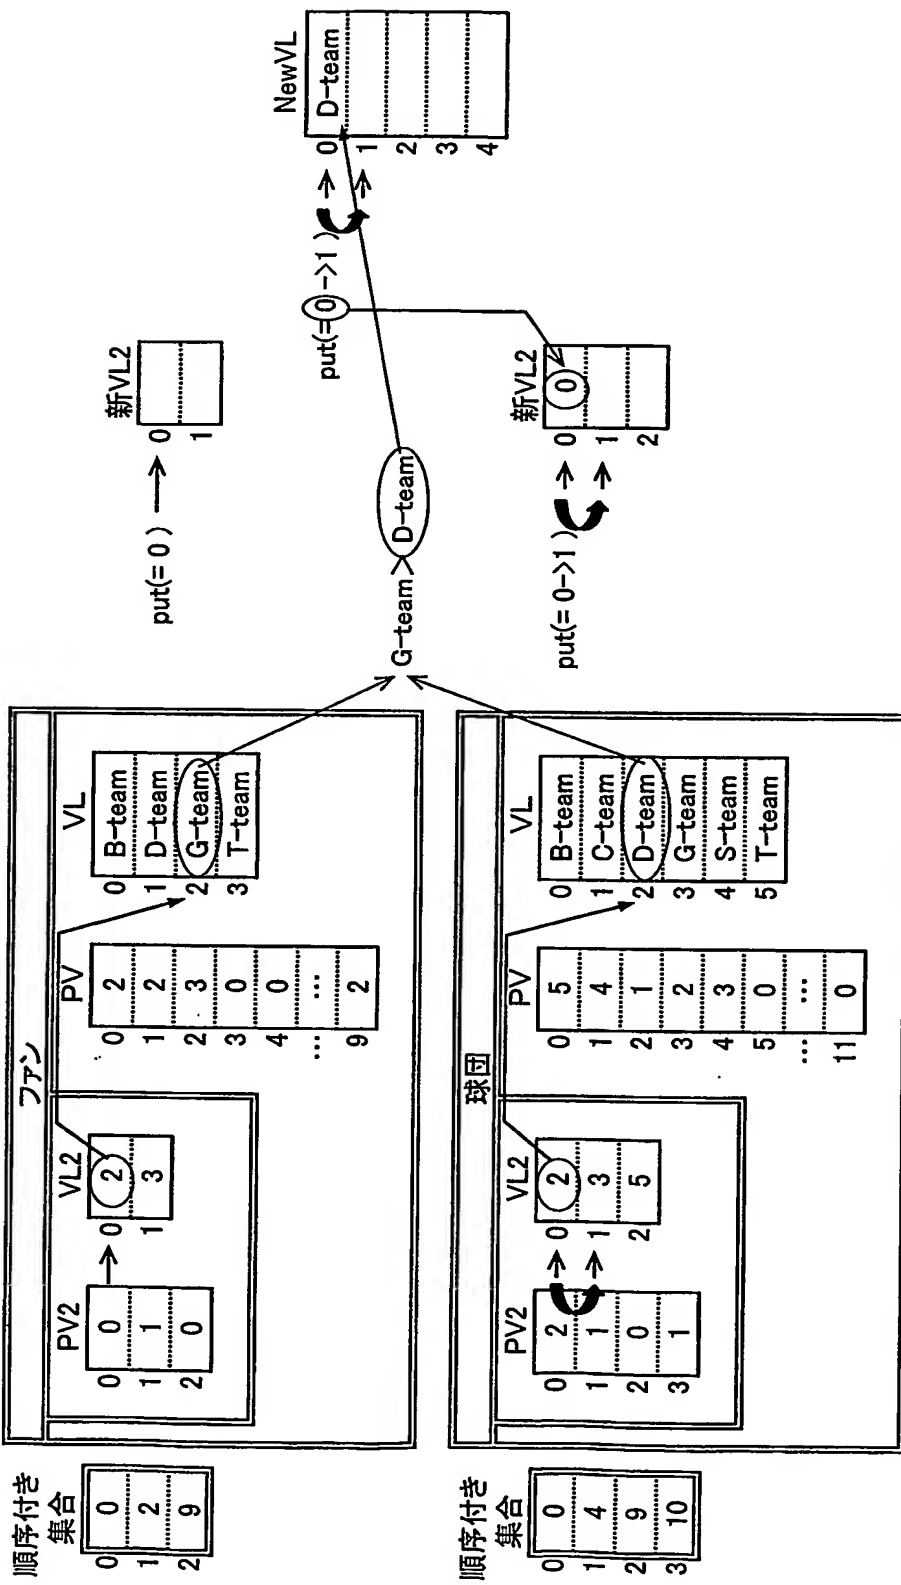 順序付き
集合
0 0
1 2
2 9
ファン
PV2
0 0
1 1
2 0
VL2
0 2
1 3
PV
0 2
1 2
2 3
3 0
4 0
… …
9 2
VL
0 B-team
1 D-team
2 G-team
3 T-team
put(= 0 )
新VL2
0
1
G-team > D-team
put(= 0 ->1 )
NewVL
0 D-team
1
2
3
4
順序付き
集合
0 0
1 4
2 9
3 10
球団
PV2
0 2
1 1
2 0
3 1
VL2
0 2
1 3
2 5
PV
0 5
1 4
2 1
3 2
4 3
5 0
… …
11 0
VL
0 B-team
1 C-team
2 D-team
3 G-team
4 S-team
5 T-team
put(= 0->1 )
新VL2
0 0
1
2